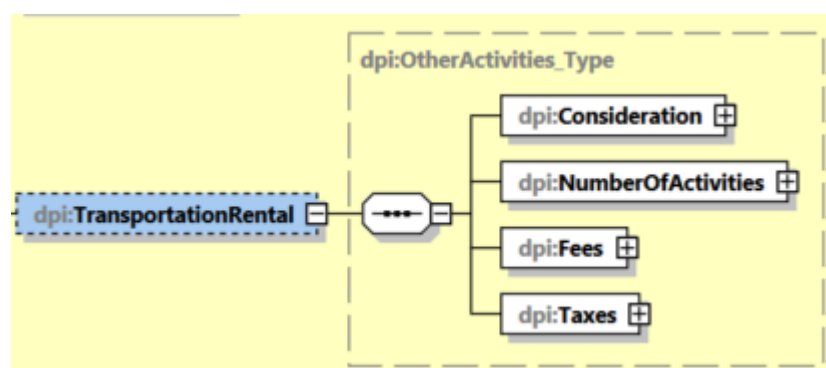 dpi:OtherActivities_Type
dpi:Consideration
dpi:NumberOfActivities
dpi:TransportationRental
dpi:Fees
dpi:Taxes